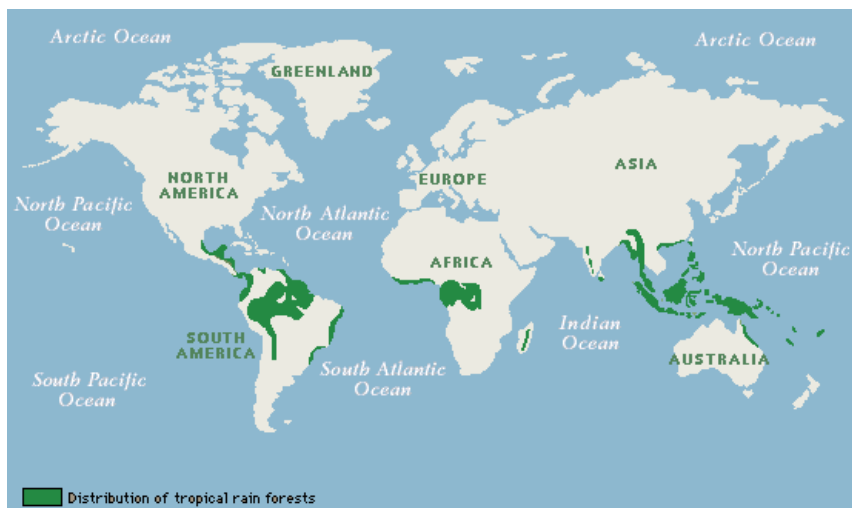 Arctic Ocean
Arctic Ocean
GREENLAND
ASIA
NORTH
AMERICA
EUROPE
North Pacific
Ocean
North Atlantic
Ocean
North Pacific
Ocean
AFRICA
SOUTH
AMERICA
Indian
Ocean
AUSTRALIA
South Pacific
Ocean
South Atlantic
Ocean
Distribution of tropical rain forests